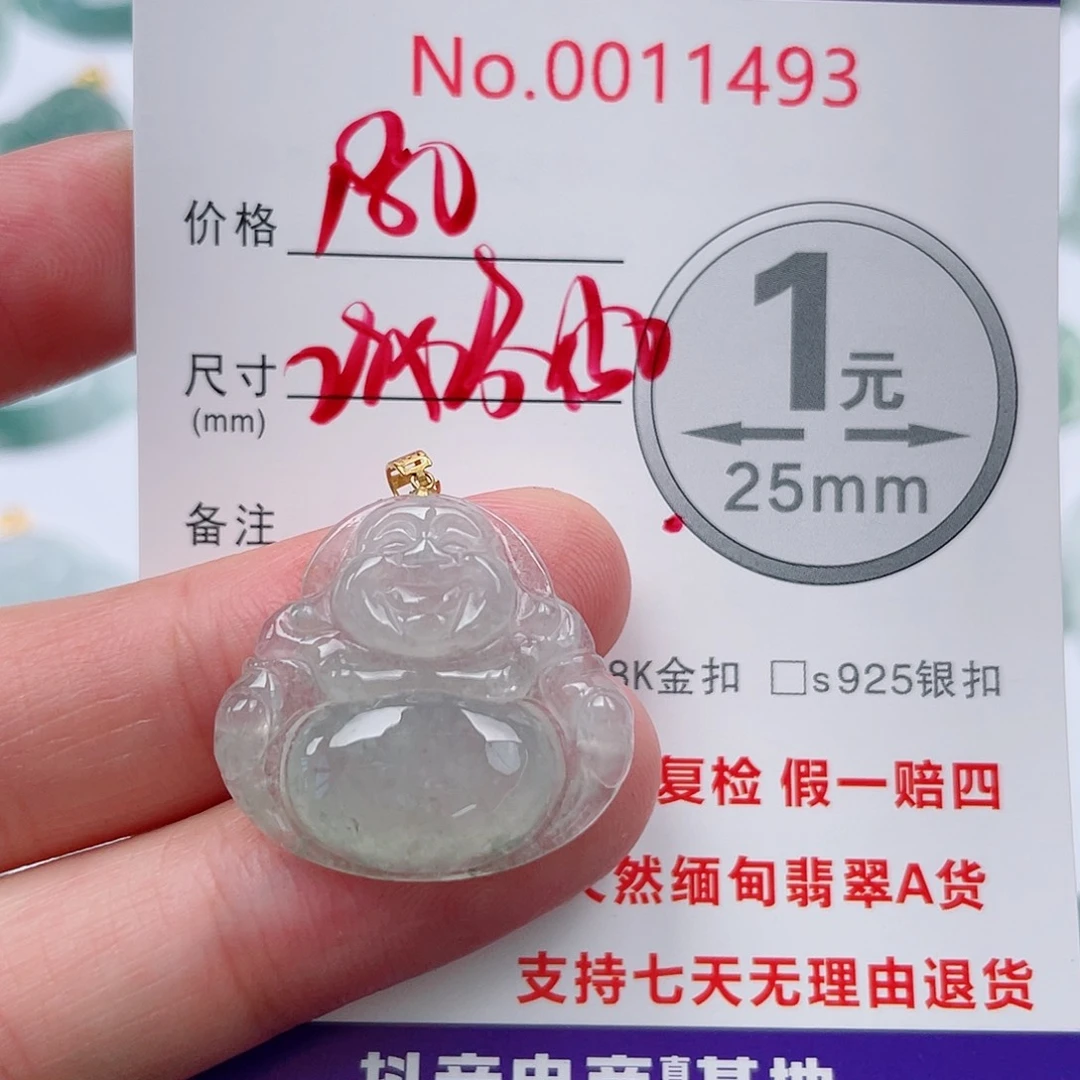 No.0011493
价格 180
尺寸
(mm)
1元
25mm
备注
8K金扣 □s925银扣
复检 假一赔四
然缅甸翡翠A货
支持七天无理由退货